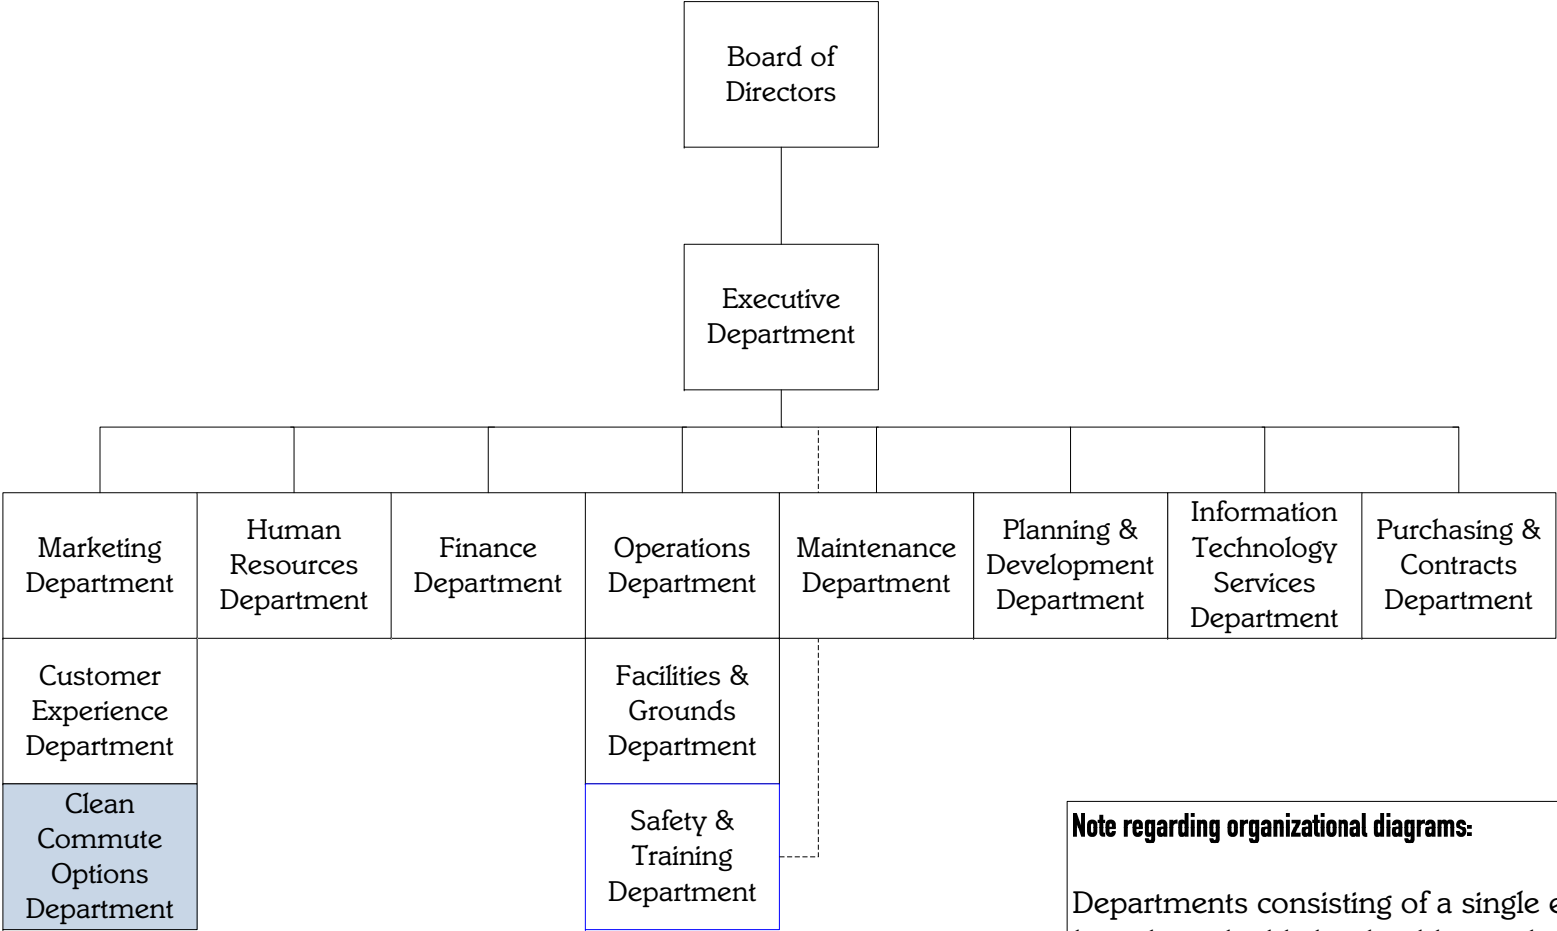 Board of
Directors
Executive
Department
Marketing
Department
Human
Resources
Department
Finance
Department
Operations
Department
Maintenance
Department
Planning &
Development
Department
Information
Technology
Services
Department
Purchasing &
Contracts
Department
Customer
Experience
Department
Facilities &
Grounds
Department
Clean
Commute
Options
Department
Safety &
Training
Department
Note regarding organizational diagrams:
Departments consisting of a single e